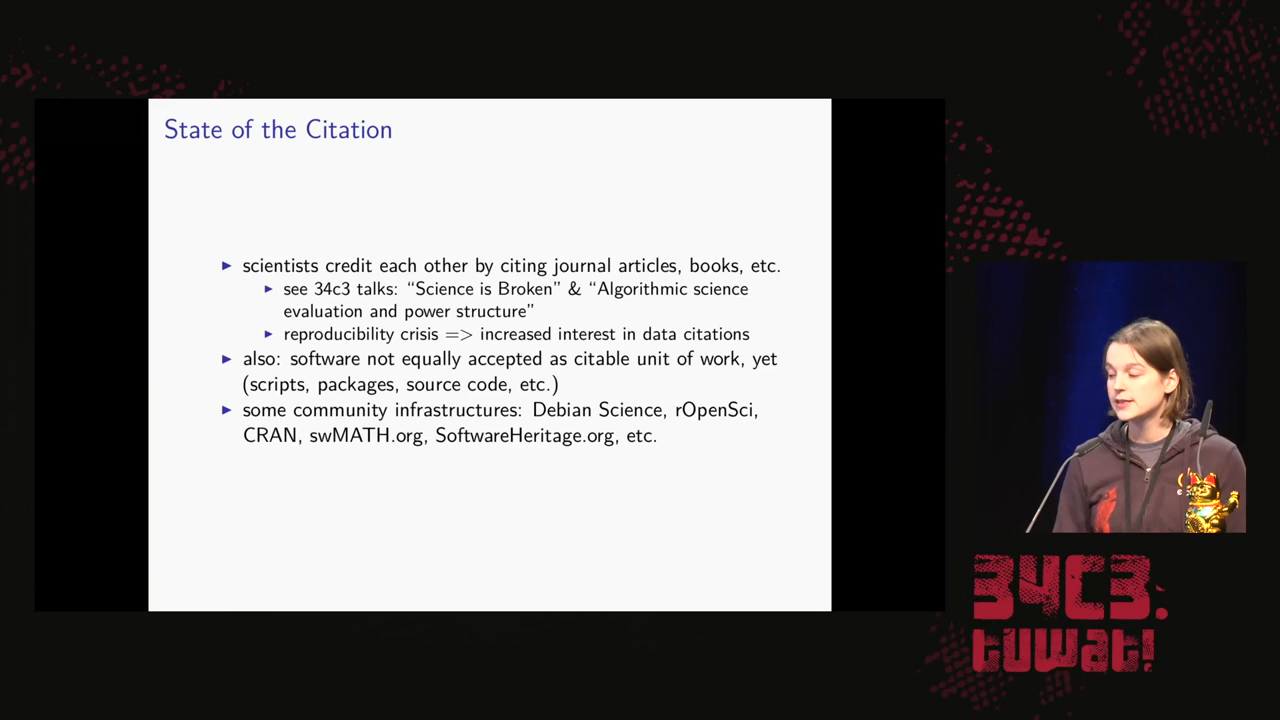 State of the Citation
scientists credit each other by citing journal articles, books, etc.
see 34c3 talks: “Science is Broken” & “Algorithmic science
evaluation and power structure”
reproducibility crisis => increased interest in data citations
also: software not equally accepted as citable unit of work, yet
(scripts, packages, source code, etc.)
some community infrastructures: Debian Science, rOpenSci,
CRAN, swMATH.org, SoftwareHeritage.org, etc.
34C3.
tuwat!